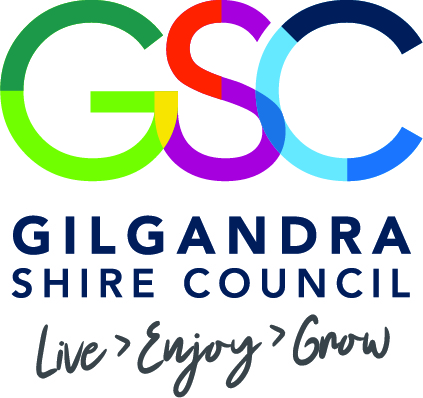 GSC
GILGANDRA
SHIRE COUNCIL
Live > Enjoy > Grow